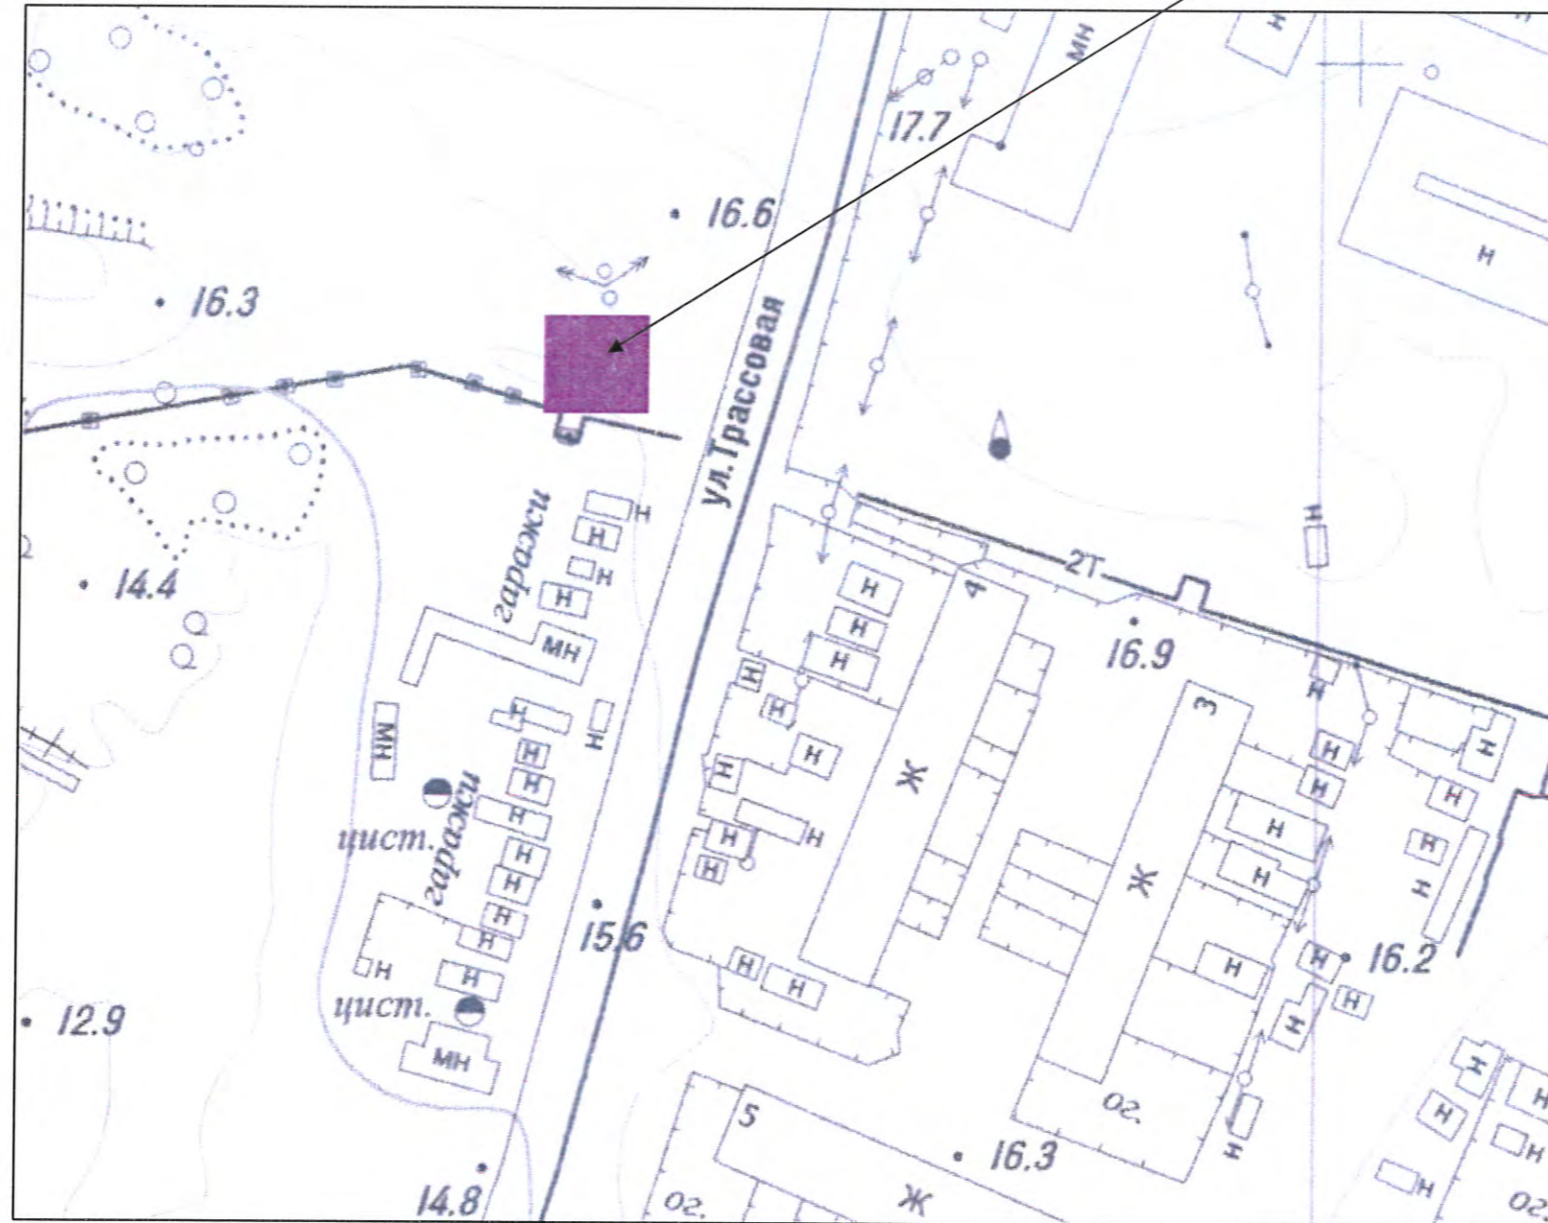 МН
Н
17.7
16.6
Н
16.3
ул.Трассовая
гаражи
Н
Н
Н
Н
Н
2Т
4
Н
Н
Н
14.4
МН
16.9
Н
Н
3
Н
Н
Н
МН
Н
Н
Н
Н
Н
Н
Н
Н
Ж
Н
Н
гаражи
цист.
Н
Н
Н
Н
Н
Н
Н
Ж
Н
Н
Н
Н
Н
15.6
Н
Н
16.2
Н
Н
Н
Н
Н
Н
Н
цист.
12.9
Н
МН
Н
Н
Н
ог.
5
16.3
Н
Н
14.8
ог.
Ж
Н
ог.